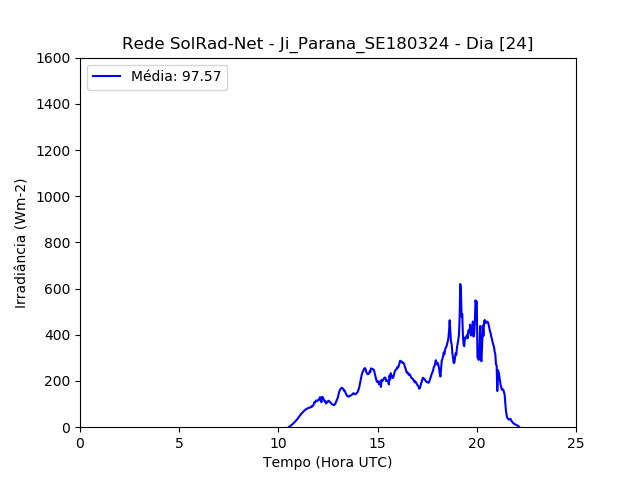 Rede SolRad-Net - Ji_Parana_SE180324 - Dia [24]
Média: 97.57
1600
1400
1200
1000
800
600
400
200
0
Irradiância (Wm-2)
0 5 10 15 20 25
Tempo (Hora UTC)